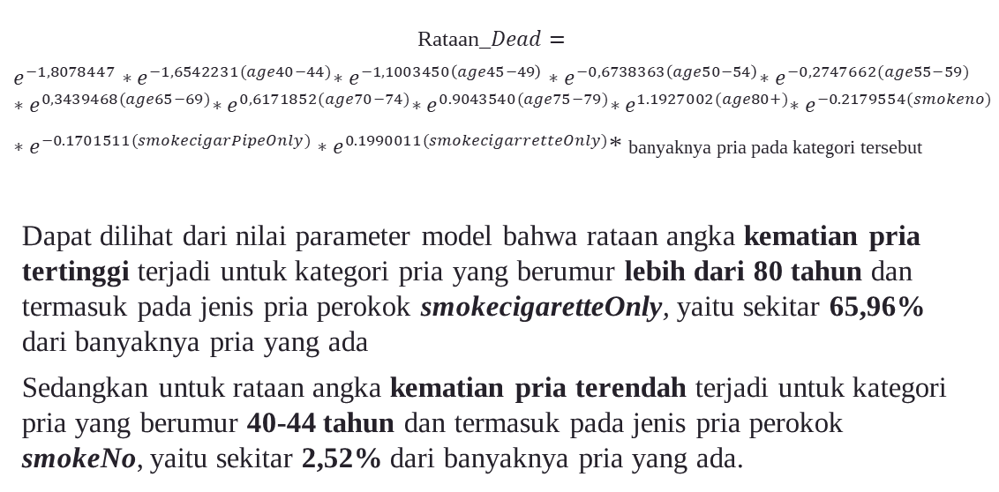 Rataan_Dead =
e^−1,8078447 * e^−1,6542231(age40−44) * e^−1,1003450(age45−49) * e^−0,6738363(age50−54) * e^−0,2747662(age55−59)
* e^0,3439468(age65−69) * e^0,6171852(age70−74) * e^0.9043540(age75−79) * e^1.1927002(age80+) * e^−0.2179554(smokeno)
* e^−0.1701511(smokecigarPipeOnly) * e^0.1990011(smokecigarretteOnly) * banyaknya pria pada kategori tersebut
Dapat dilihat dari nilai parameter model bahwa rataan angka kematian pria
tertinggi terjadi untuk kategori pria yang berumur lebih dari 80 tahun dan
termasuk pada jenis pria perokok smokecigaretteOnly, yaitu sekitar 65,96%
dari banyaknya pria yang ada
Sedangkan untuk rataan angka kematian pria terendah terjadi untuk kategori
pria yang berumur 40-44 tahun dan termasuk pada jenis pria perokok
smokeNo, yaitu sekitar 2,52% dari banyaknya pria yang ada.